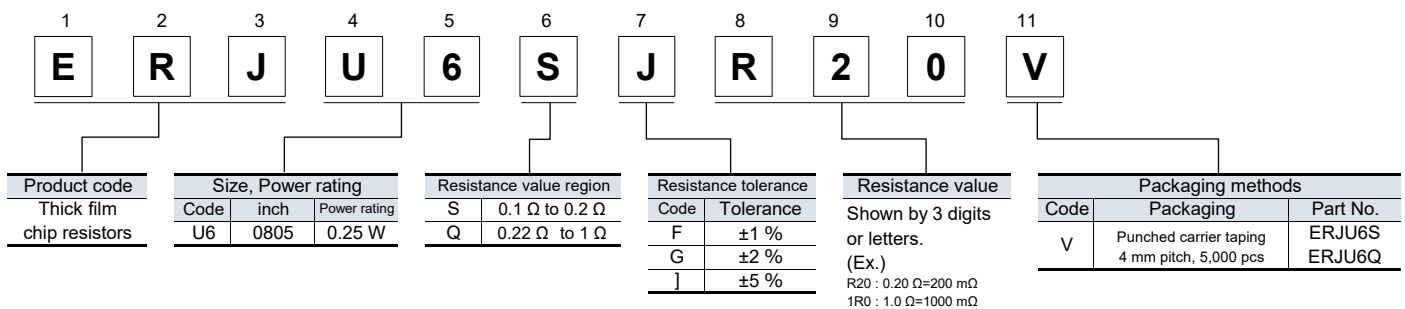 1 2 3 4 5 6 7 8 9 10 11
E R J U 6 S J R 2 0 V
Product code
Thick film
chip resistors
Size, Power rating
Code inch Power rating
U6 0805 0.25 W
Resistance value region
S 0.1 Ω to 0.2 Ω
Q 0.22 Ω to 1 Ω
Resistance tolerance
Code Tolerance
F ±1 %
G ±2 %
] ±5 %
Resistance value
Shown by 3 digits
or letters.
(Ex.)
R20 : 0.20 Ω=200 mΩ
1R0 : 1.0 Ω=1000 mΩ
Packaging methods
Code Packaging Part No.
V
Punched carrier taping
4 mm pitch, 5,000 pcs
ERJU6S
ERJU6Q